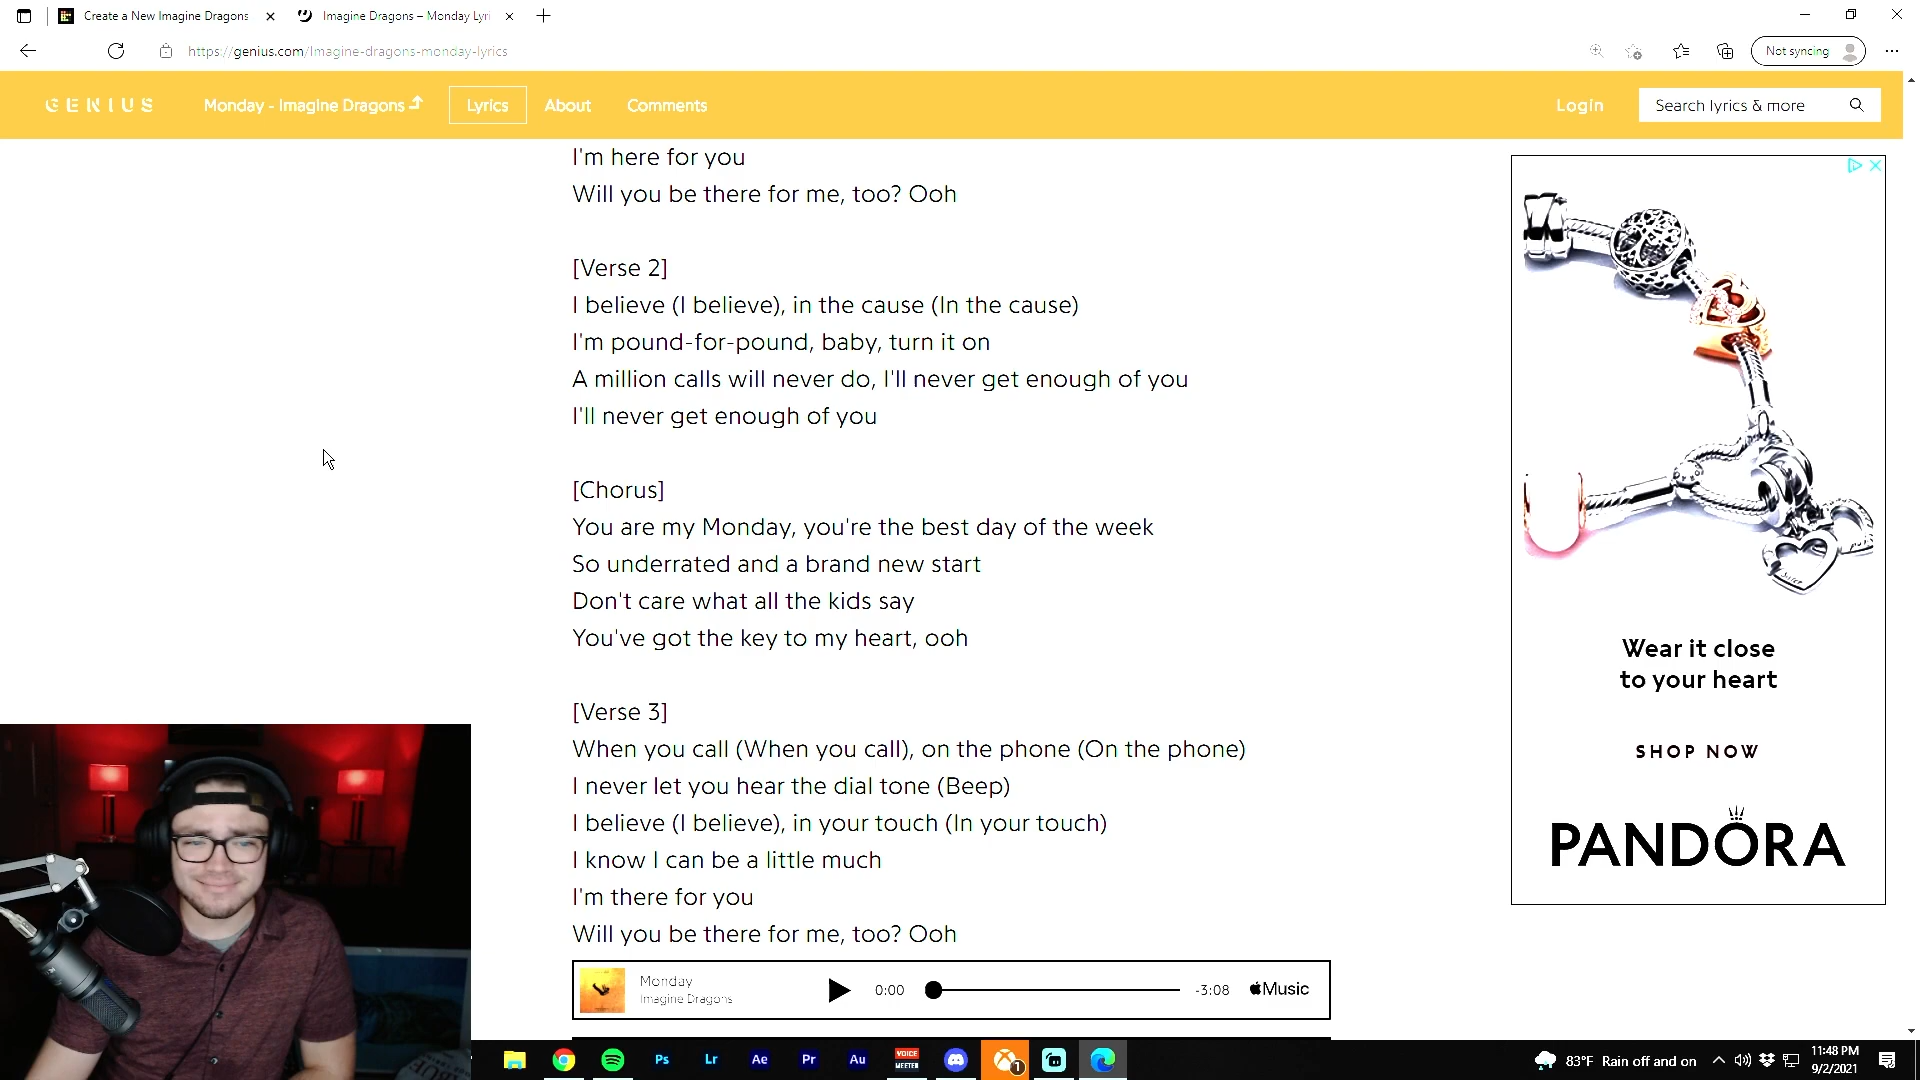 Create a New Imagine Dragons
Imagine Dragons – Monday Lyri
https://genius.com/Imagine-dragons-monday-lyrics
Not syncing
GENIUS
Monday - Imagine Dragons
Lyrics
About
Comments
Login
Search lyrics & more
I'm here for you
Will you be there for me, too? Ooh
[Verse 2]
I believe (I believe), in the cause (In the cause)
I'm pound-for-pound, baby, turn it on
A million calls will never do, I'll never get enough of you
I'll never get enough of you
[Chorus]
You are my Monday, you're the best day of the week
So underrated and a brand new start
Don't care what all the kids say
You've got the key to my heart, ooh
[Verse 3]
When you call (When you call), on the phone (On the phone)
I never let you hear the dial tone (Beep)
I believe (I believe), in your touch (In your touch)
I know I can be a little much
I'm there for you
Will you be there for me, too? Ooh
Wear it close
to your heart
SHOP NOW
PANDORA
Monday
Imagine Dragons
0:00
-3:08
Music
Ps
Lr
Ae
Pr
Au
VOICE
MEETER
1
83°F Rain off and on
11:48 PM
9/2/2021